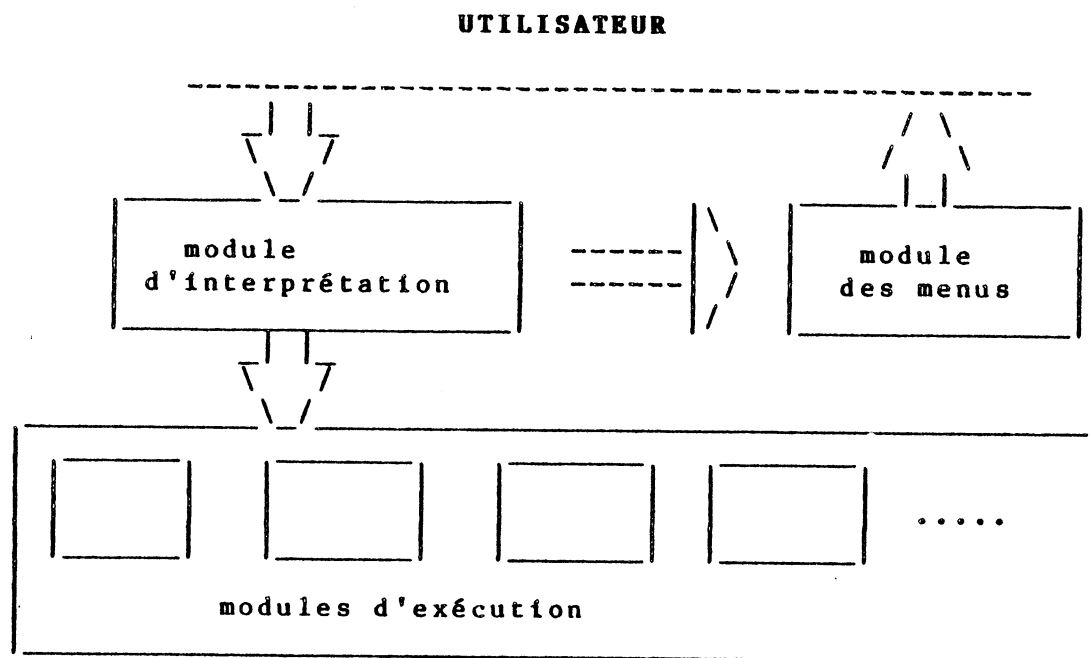 UTILISATEUR
module
d'interprétation
module
des menus
.....
modules d'exécution